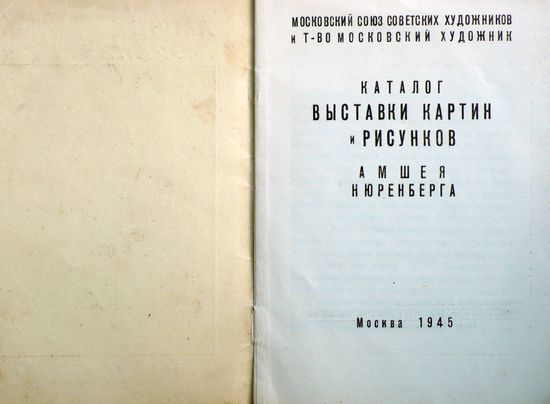 МОСКОВСКИЙ СОЮЗ СОВЕТСКИХ ХУДОЖНИКОВ
и Т-ВО МОСКОВСКИЙ ХУДОЖНИК
КАТАЛОГ
ВЫСТАВКИ КАРТИН
и РИСУНКОВ
АМШЕЯ
НЮРЕНБЕРГА
Москва 1945